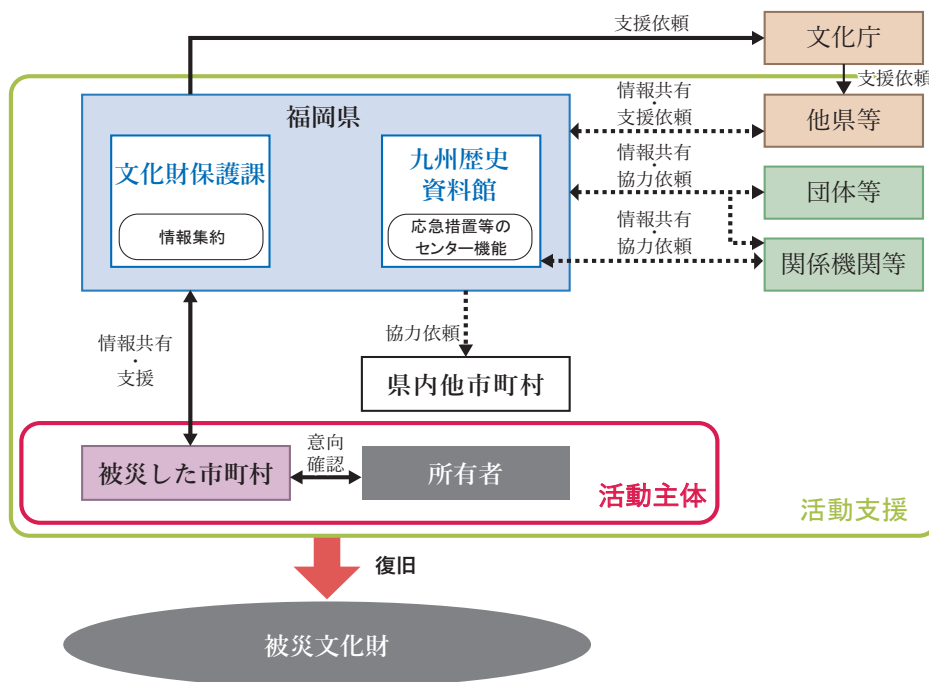 支援依頼
文化庁
支援依頼
福岡県
情報共有
・
支援依頼
他県等
文化財保護課
情報集約
九州歴史
資料館
応急措置等の
センター機能
情報共有
・
協力依頼
団体等
情報共有
・
協力依頼
関係機関等
情報共有
・
支援
協力依頼
県内他市町村
被災した市町村
意向
確認
所有者
活動主体
活動支援
復旧
被災文化財